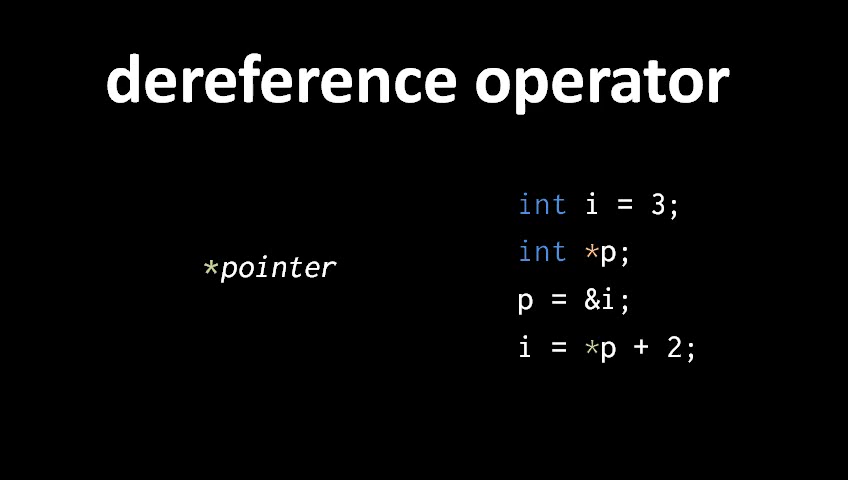 dereference operator
*pointer
int i = 3;
int *p;
p = &i;
i = *p + 2;